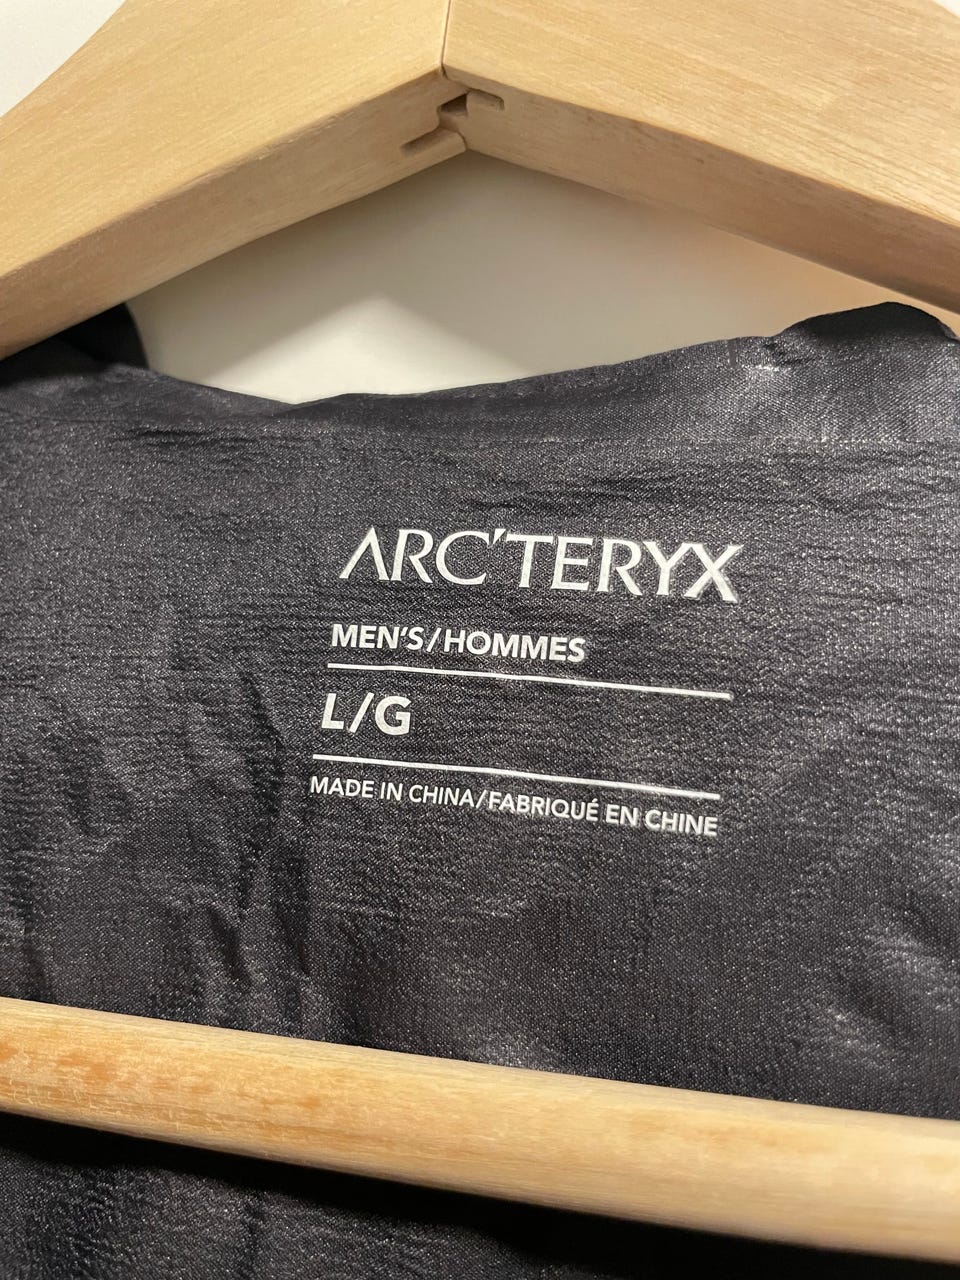 ARC'TERYX
MEN'S/HOMMES
L/G
MADE IN CHINA/FABRIQUÉ EN CHINE